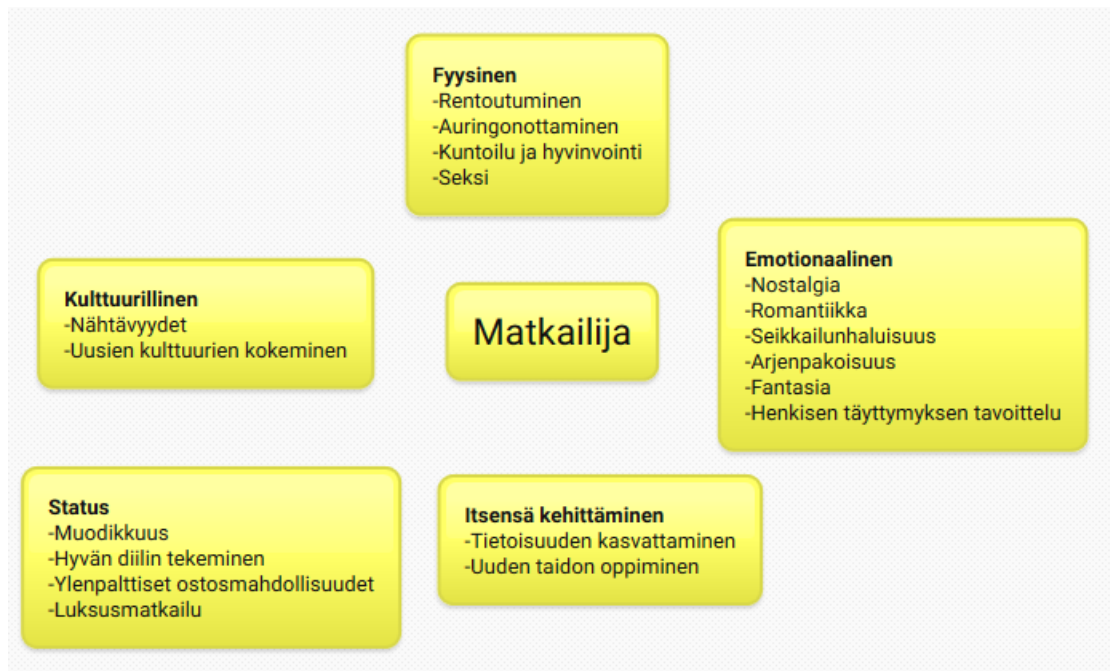 Fyysinen
-Rentoutuminen
-Auringonottaminen
-Kuntoilu ja hyvinvointi
-Seksi
Kulttuurillinen
-Nähtävyydet
-Uusien kulttuurien kokeminen
Matkailija
Emotionaalinen
-Nostalgia
-Romantiikka
-Seikkailunhaluisuus
-Arjenpakoisuus
-Fantasia
-Henkisen täyttymyksen tavoittelu
Status
-Muodikkuus
-Hyvän diilin tekeminen
-Ylenpalttiset ostosmahdollisuudet
-Luksusmatkailu
Itsensä kehittäminen
-Tietoisuuden kasvattaminen
-Uuden taidon oppiminen